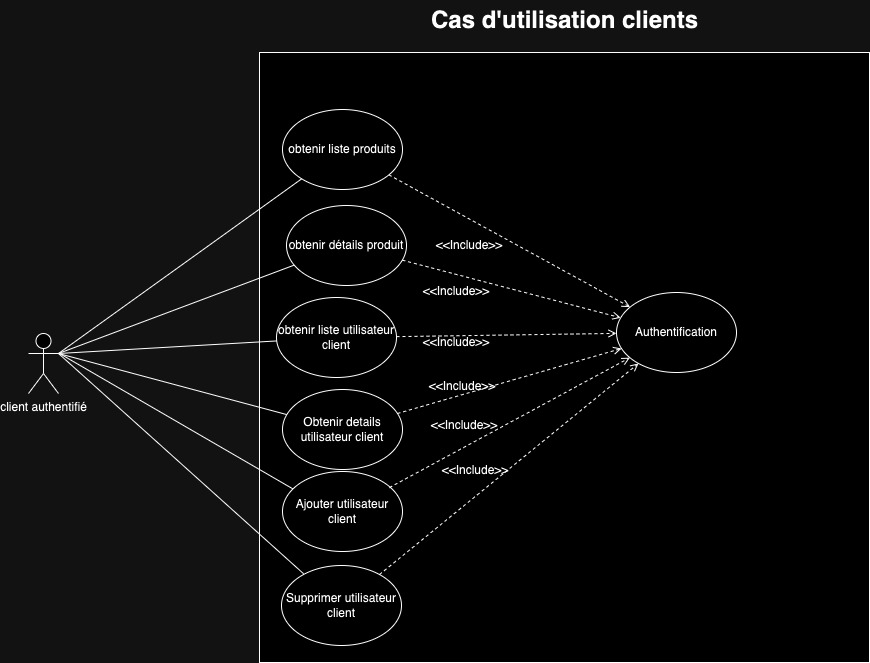 Cas d'utilisation clients
obtenir liste produits
obtenir détails produit
<<Include>>
<<Include>>
obtenir liste utilisateur
client
<<Include>>
Authentification
client authentifié
<<Include>>
Obtenir details
utilisateur client
<<Include>>
Ajouter utilisateur
client
<<Include>>
Supprimer utilisateur
client